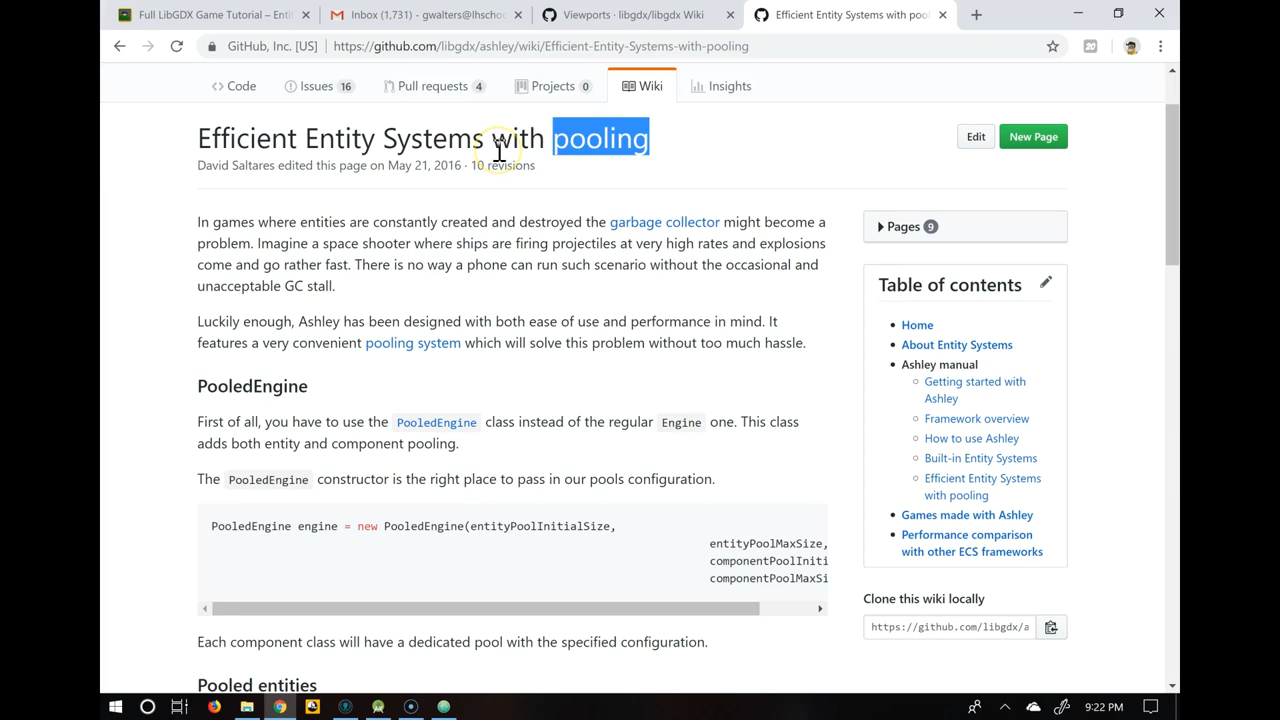 Full LibGDX Game Tutorial – Enti
Inbox (1,731) - gwalters@lhschoo
Viewports · libgdx/libgdx Wiki
Efficient Entity Systems with pool
GitHub, Inc. [US]
https://github.com/libgdx/ashley/wiki/Efficient-Entity-Systems-with-pooling
20
Code
Issues 16
Pull requests 4
Projects 0
Wiki
Insights
Efficient Entity Systems with pooling
Edit
New Page
David Saltares edited this page on May 21, 2016 · 10 revisions
In games where entities are constantly created and destroyed the garbage collector might become a
problem. Imagine a space shooter where ships are firing projectiles at very high rates and explosions
come and go rather fast. There is no way a phone can run such scenario without the occasional and
unacceptable GC stall.
Luckily enough, Ashley has been designed with both ease of use and performance in mind. It
features a very convenient pooling system which will solve this problem without too much hassle.
PooledEngine
First of all, you have to use the PooledEngine class instead of the regular Engine one. This class
adds both entity and component pooling.
The PooledEngine constructor is the right place to pass in our pools configuration.
PooledEngine engine = new PooledEngine(entityPoolInitialSize,
entityPoolMaxSize,
componentPoolIniti
componentPoolMaxSi
Each component class will have a dedicated pool with the specified configuration.
Pooled entities
Pages 9
Table of contents
Home
About Entity Systems
Ashley manual
Getting started with
Ashley
Framework overview
How to use Ashley
Built-in Entity Systems
Efficient Entity Systems
with pooling
Games made with Ashley
Performance comparison
with other ECS frameworks
Clone this wiki locally
https://github.com/libgdx/a
9:22 PM